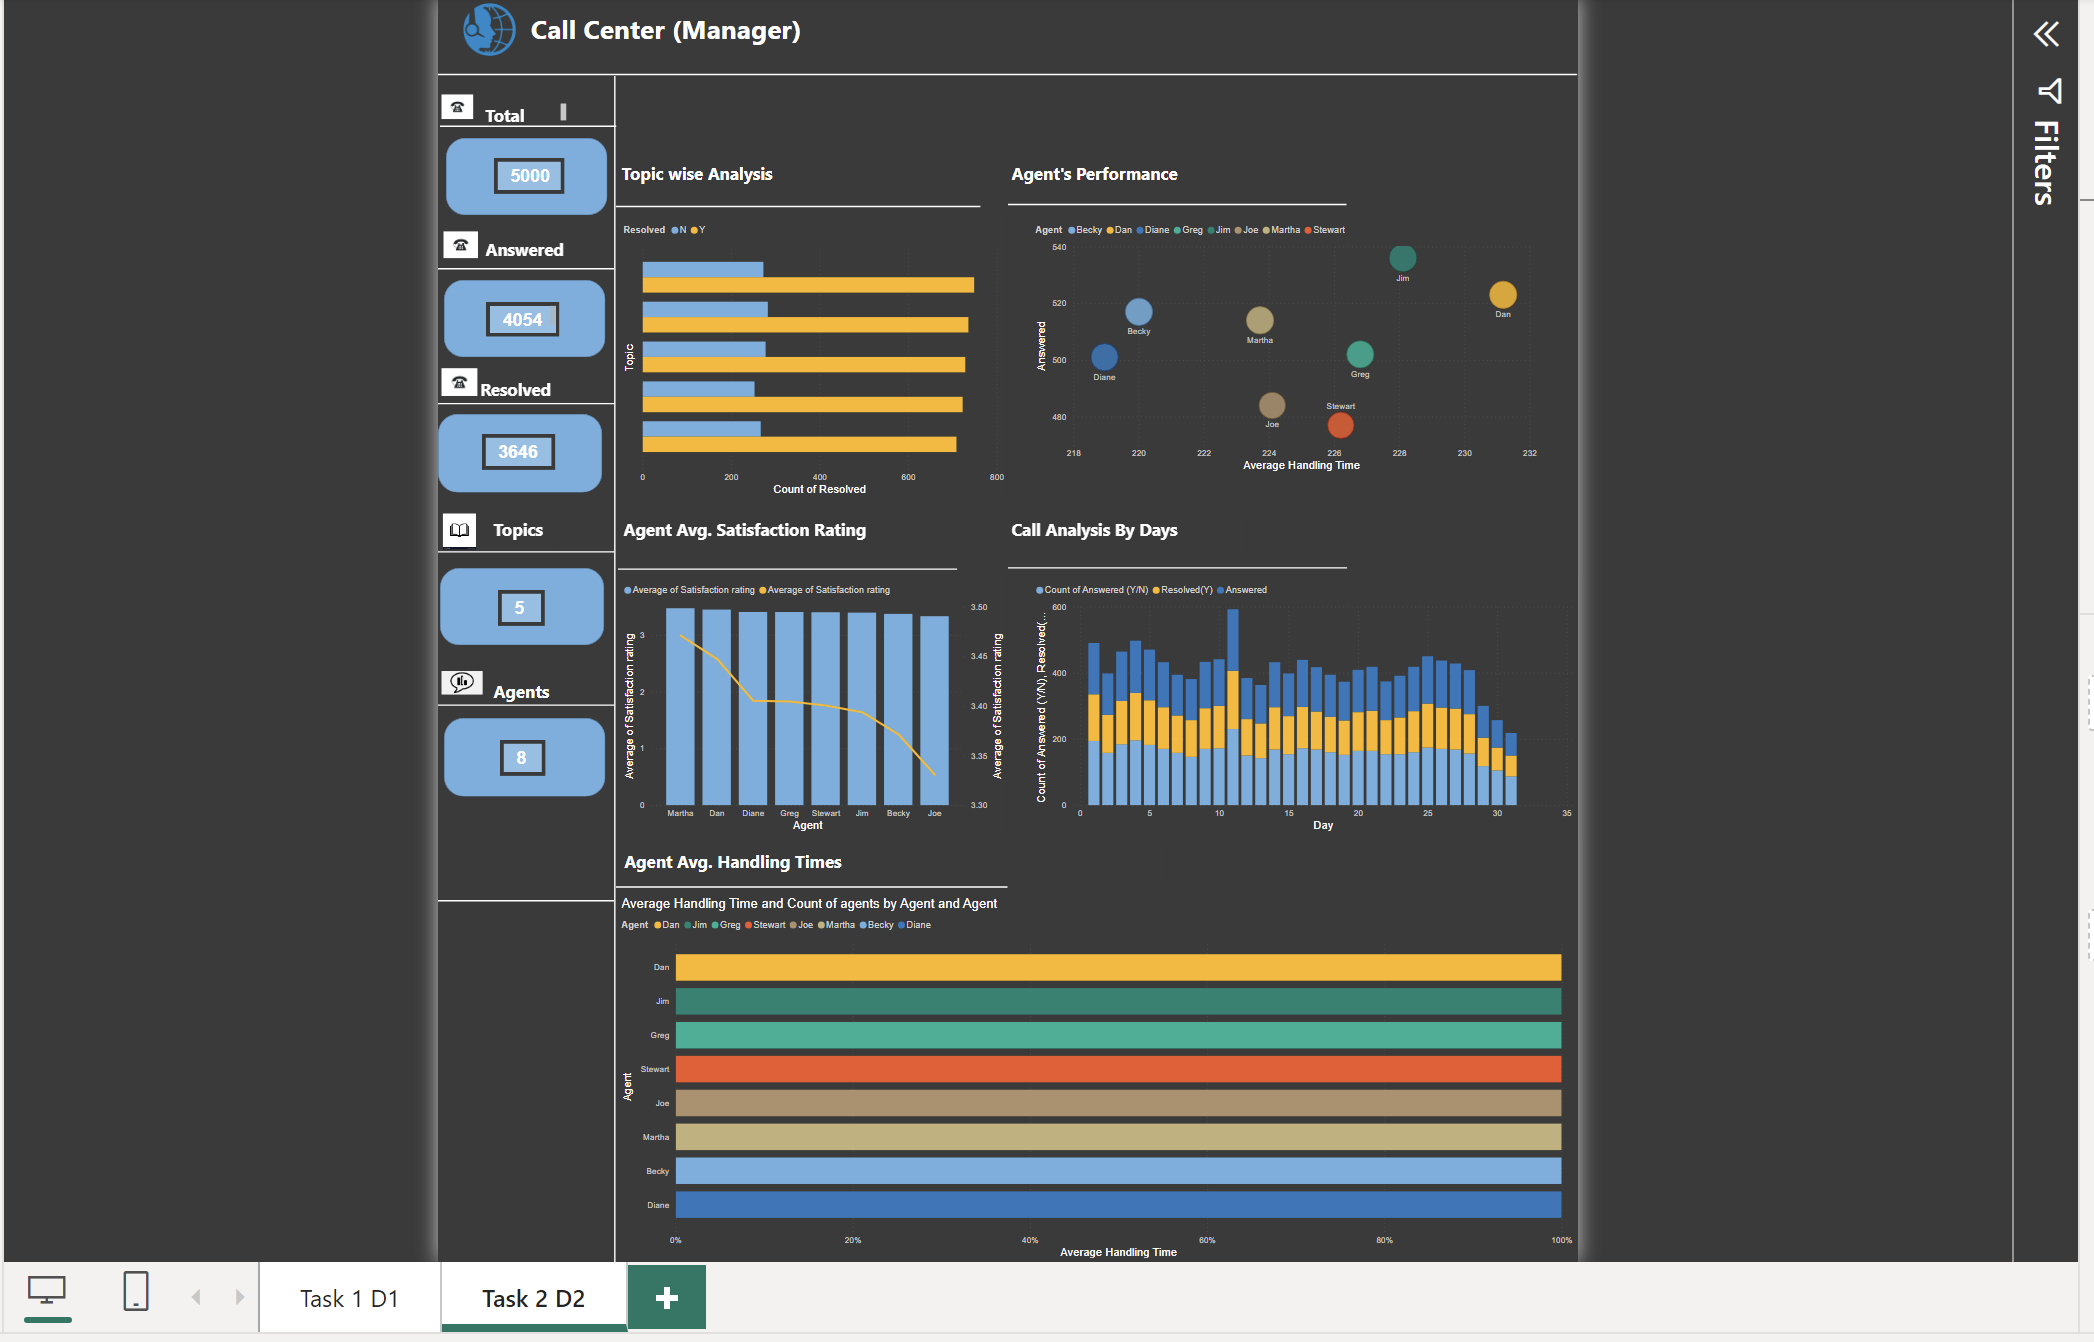 Call Center (Manager)
Total
5000
Answered
4054
Resolved
3646
Topics
5
Agents
8
Topic wise Analysis
Resolved N Y
Topic
0 200 400 600 800
Count of Resolved
Agent's Performance
Agent Becky Dan Diane Greg Jim Joe Martha Stewart
Answered
540
520
500
480
Jim
Dan
Becky
Martha
Greg
Diane
Stewart
Joe
218 220 222 224 226 228 230 232
Average Handling Time
Agent Avg. Satisfaction Rating
Average of Satisfaction rating Average of Satisfaction rating
Average of Satisfaction rating
3
2
1
0
3.50
3.45
3.40
3.35
3.30
Average of Satisfaction rating
Martha Dan Diane Greg Stewart Jim Becky Joe
Agent
Call Analysis By Days
Count of Answered (Y/N) Resolved(Y) Answered
Count of Answered (Y/N), Resolved(...
600
400
200
0
0 5 10 15 20 25 30 35
Day
Agent Avg. Handling Times
Average Handling Time and Count of agents by Agent and Agent
Agent Dan Jim Greg Stewart Joe Martha Becky Diane
Agent
Dan
Jim
Greg
Stewart
Joe
Martha
Becky
Diane
0% 20% 40% 60% 80% 100%
Average Handling Time
Filters
Task 1 D1
Task 2 D2